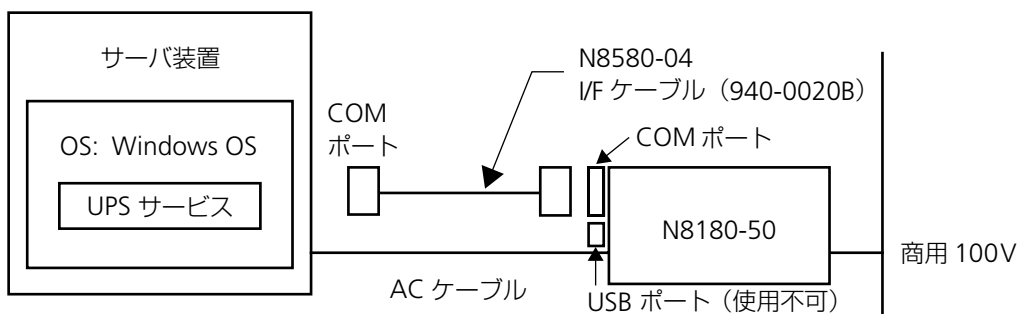 サーバ装置
OS: Windows OS
UPS サービス
COM
ポート
N8580-04
I/F ケーブル（940-0020B）
COM ポート
N8180-50
商用 100V
AC ケーブル
USB ポート（使用不可）